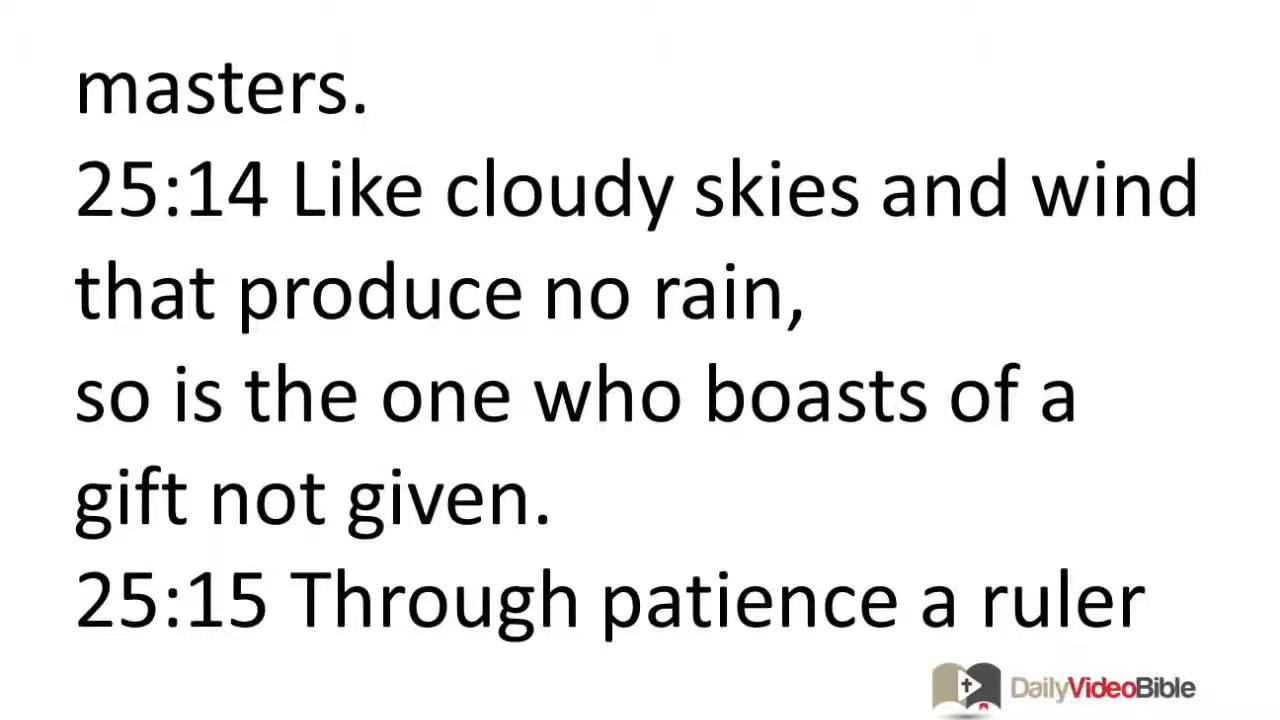 masters.
25:14 Like cloudy skies and wind
that produce no rain,
so is the one who boasts of a
gift not given.
25:15 Through patience a ruler
DailyVideoBible